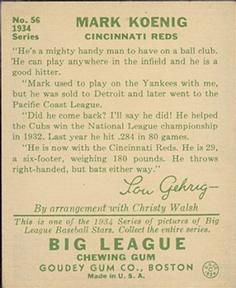 No. 56
1934
Series
MARK KOENIG
CINCINNATI REDS
"He's a mighty handy man to have on a ball club.
He can play anywhere in the infield and is a
good hitter.
"Mark used to play on the Yankees with me,
but he was sold to Detroit and later went to the
Pacific Coast League.
"Did he come back? I'll say he did! He helped
the Cubs win the National League championship
in 1932. Last year he hit .284 in 80 games.
"He is now with the Cincinnati Reds. He is 29,
a six-footer, weighing 180 pounds. He throws
right-handed, but bats either way."
Lou Gehrig
By arrangement with Christy Walsh
This is one of the 1934 Series of pictures of Big
League Baseball Stars. Collect the entire series.
BIG LEAGUE
CHEWING GUM
GOUDEY GUM CO., BOSTON
Made in U. S. A.